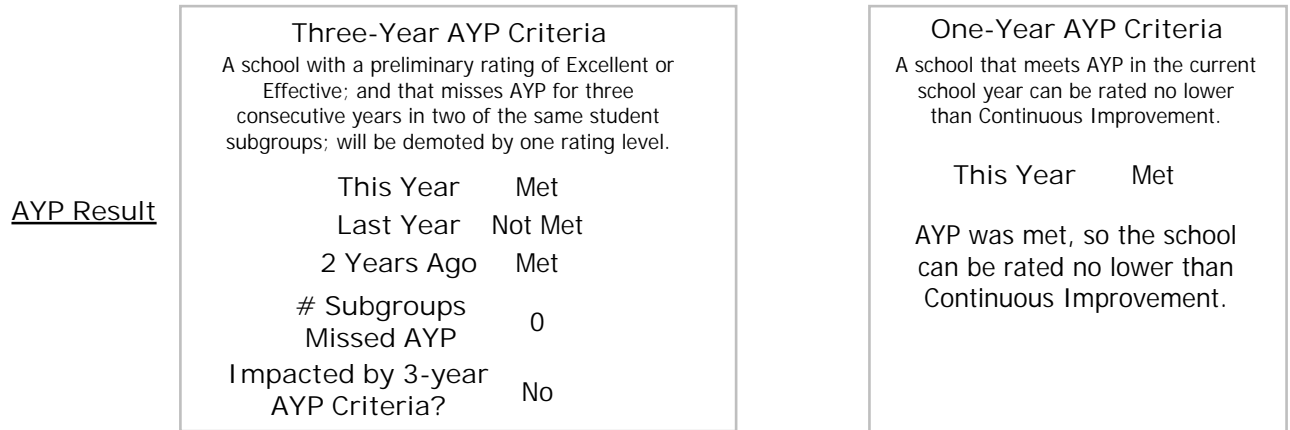 AYP Result
Three-Year AYP Criteria
A school with a preliminary rating of Excellent or
Effective; and that misses AYP for three
consecutive years in two of the same student
subgroups; will be demoted by one rating level.
This Year Met
Last Year Not Met
2 Years Ago Met
# Subgroups
Missed AYP 0
Impacted by 3-year
AYP Criteria? No
One-Year AYP Criteria
A school that meets AYP in the current
school year can be rated no lower
than Continuous Improvement.
This Year Met
AYP was met, so the school
can be rated no lower than
Continuous Improvement.